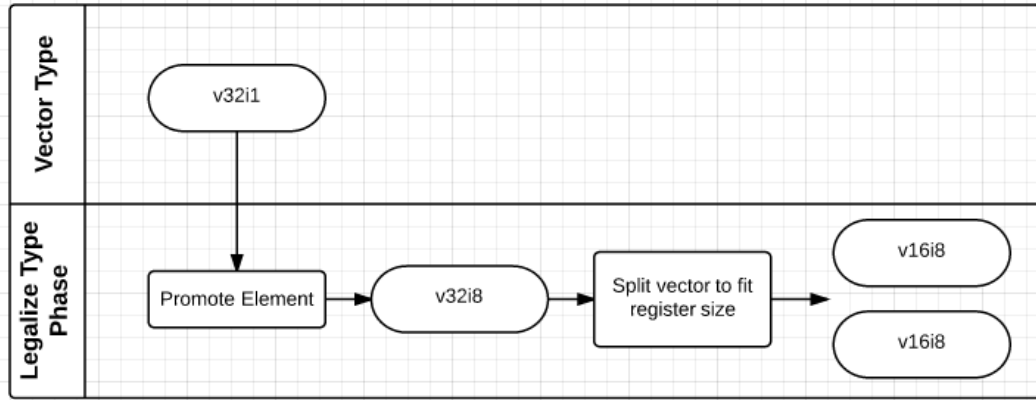 Vector Type
v32i1
Legalize Type
Phase
Promote Element
v32i8
Split vector to fit
register size
v16i8
v16i8